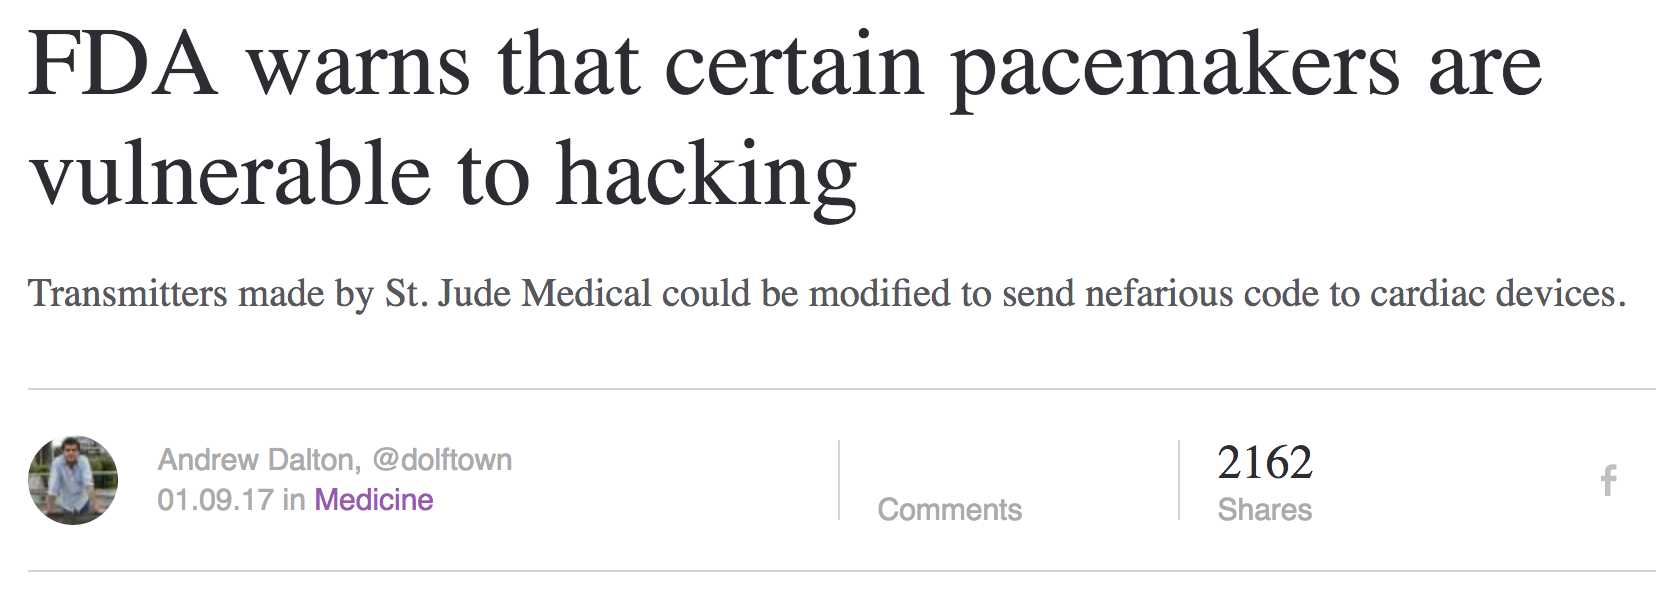 FDA warns that certain pacemakers are
vulnerable to hacking
Transmitters made by St. Jude Medical could be modified to send nefarious code to cardiac devices.
Andrew Dalton, @dolftown
01.09.17 in Medicine
Comments
2162
Shares
f